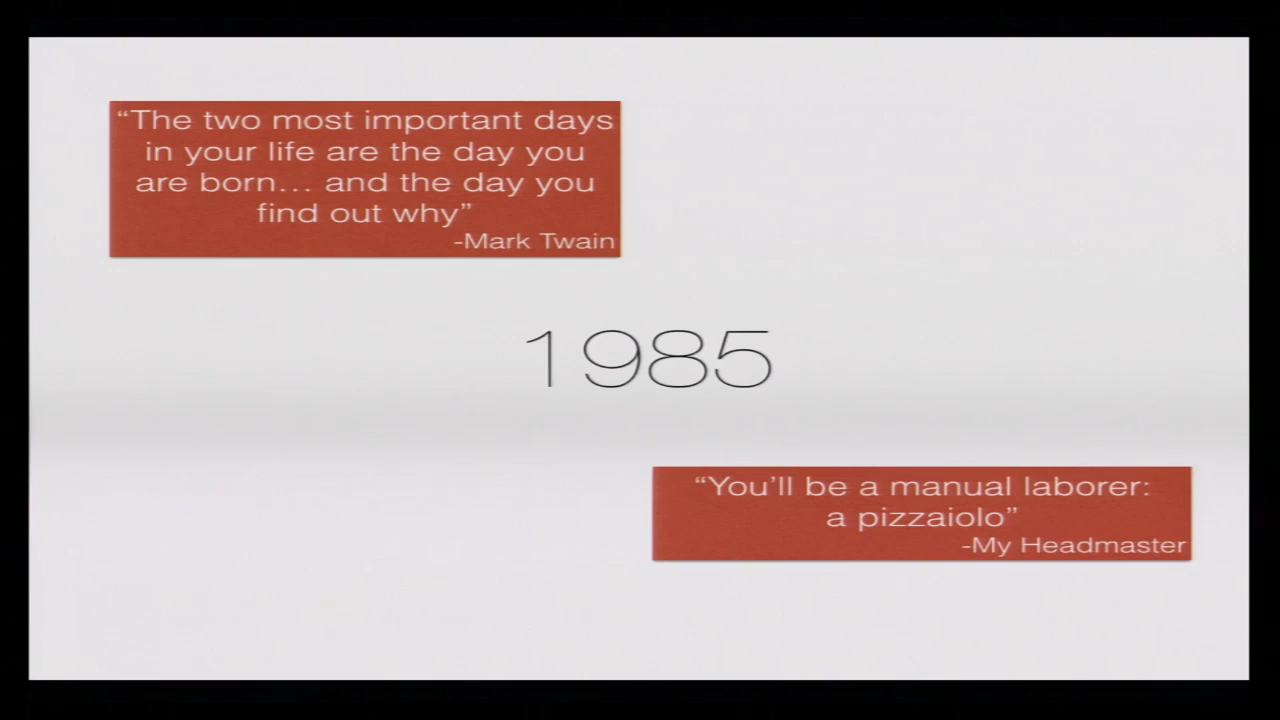 “The two most important days
in your life are the day you
are born... and the day you
find out why”
-Mark Twain
1985
“You’ll be a manual laborer:
a pizzaiolo”
-My Headmaster